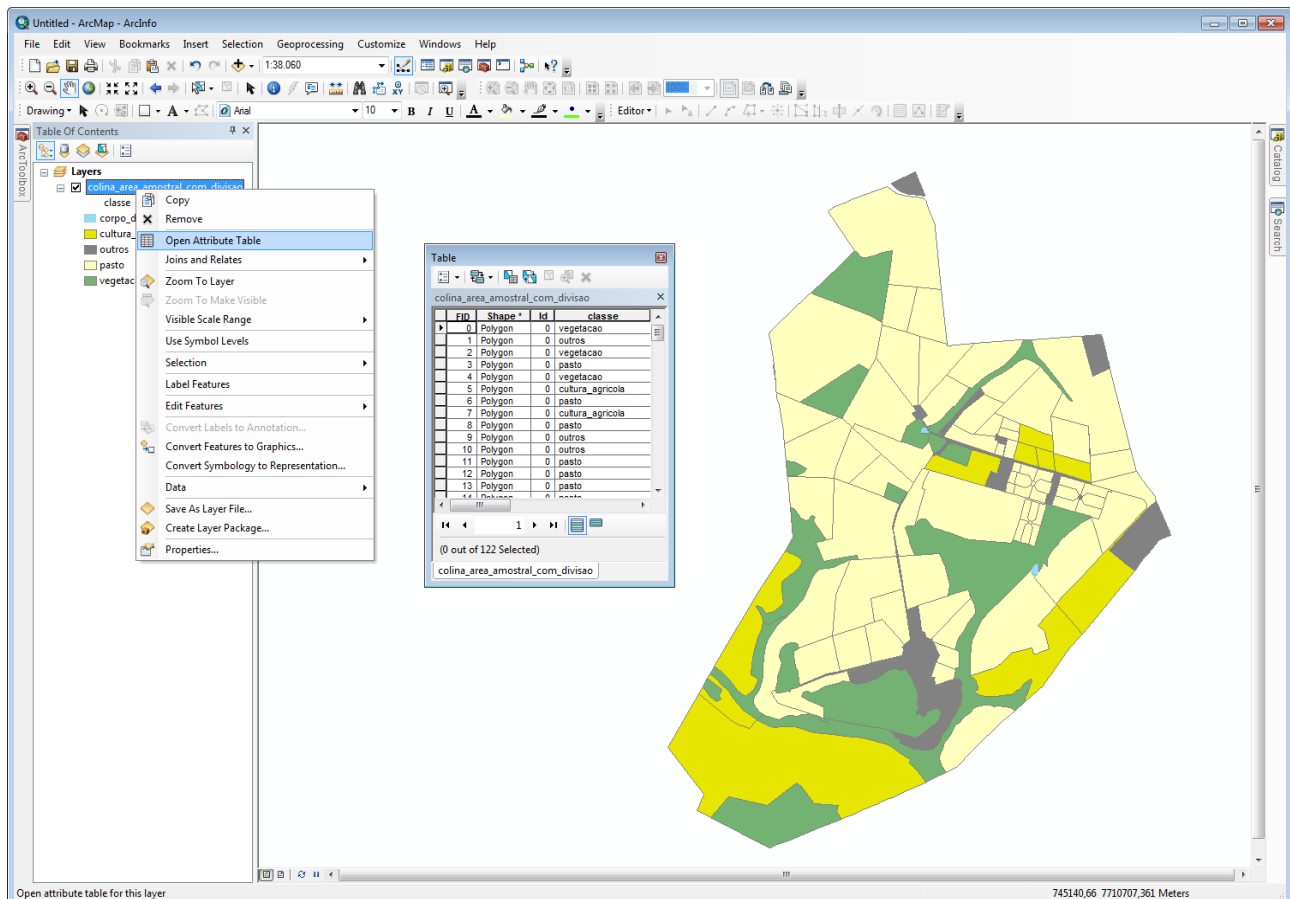 Untitled - ArcMap - ArcInfo
File Edit View Bookmarks Insert Selection Geoprocessing Customize Windows Help
1:38.060
100%
Drawing Arial 10 B I U A Editor
Table Of Contents
ArcToolbox
Catalog
Search
Layers
colina_area_amostral_com_divisao
classe
corpo_d
cultura_
outros
pasto
vegetac
Copy
Remove
Open Attribute Table
Joins and Relates
Zoom To Layer
Zoom To Make Visible
Visible Scale Range
Use Symbol Levels
Selection
Label Features
Edit Features
Convert Labels to Annotation...
Convert Features to Graphics...
Convert Symbology to Representation...
Data
Save As Layer File...
Create Layer Package...
Properties...
Table
colina_area_amostral_com_divisao
FID Shape * Id classe
0 Polygon 0 vegetacao
1 Polygon 0 outros
2 Polygon 0 vegetacao
3 Polygon 0 pasto
4 Polygon 0 vegetacao
5 Polygon 0 cultura_agricola
6 Polygon 0 pasto
7 Polygon 0 cultura_agricola
8 Polygon 0 pasto
9 Polygon 0 outros
10 Polygon 0 outros
11 Polygon 0 pasto
12 Polygon 0 pasto
13 Polygon 0 pasto
14 Polygon 0 pasto
1
(0 out of 122 Selected)
colina_area_amostral_com_divisao
Open attribute table for this layer
745140,66 7710707,361 Meters